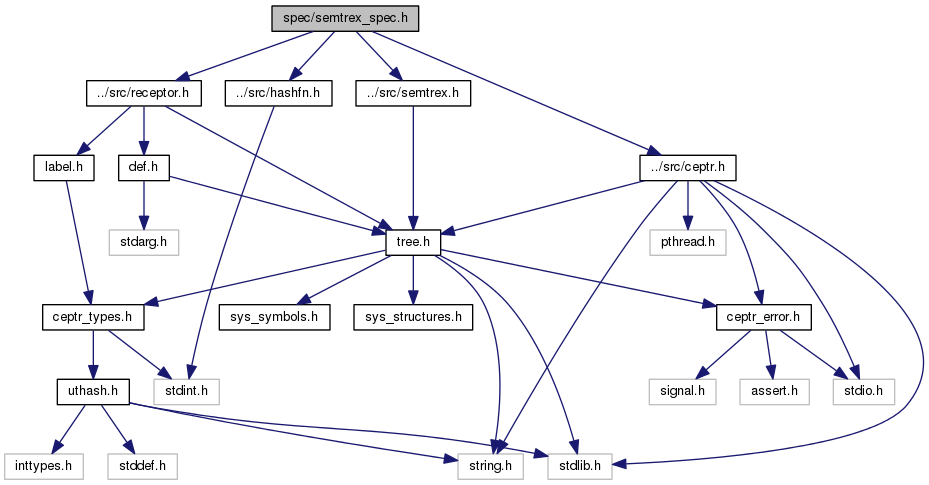 spec/semtrex_spec.h
../src/receptor.h
../src/hashfn.h
../src/semtrex.h
label.h
def.h
../src/ceptr.h
stdarg.h
tree.h
pthread.h
ceptr_types.h
sys_symbols.h
sys_structures.h
ceptr_error.h
uthash.h
stdint.h
signal.h
assert.h
stdio.h
inttypes.h
stddef.h
string.h
stdlib.h